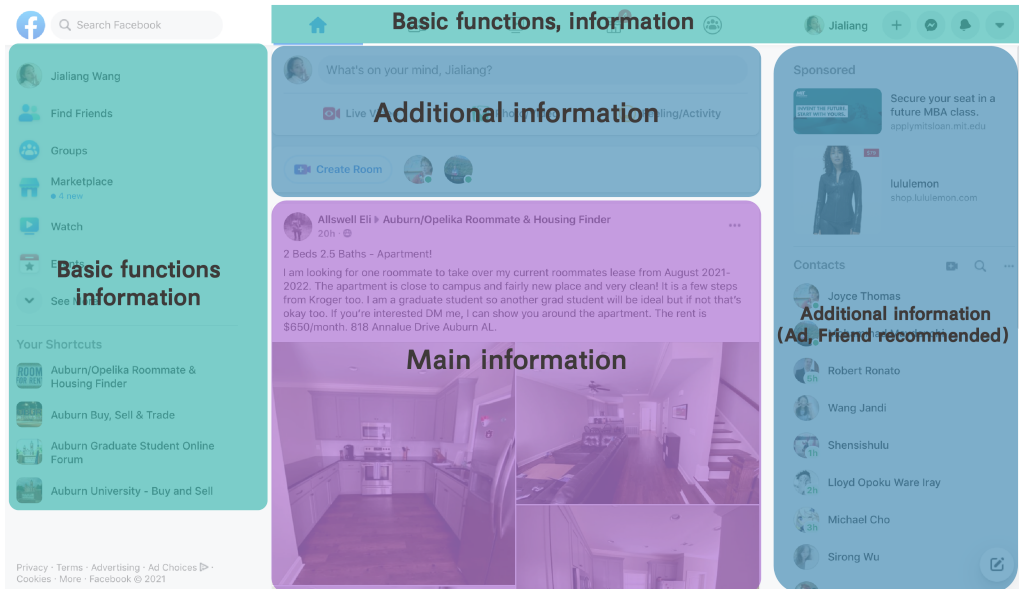 Search Facebook
Basic functions, information
Jialiang
Jialiang Wang
Find Friends
Groups
Marketplace
4 new
Watch
Basic functions
information
See
Your Shortcuts
Auburn/Opelika Roommate &
Housing Finder
Auburn Buy, Sell & Trade
Auburn Graduate Student Online
Forum
Auburn University - Buy and Sell
Privacy · Terms · Advertising · Ad Choices ·
Cookies · More · Facebook © 2021
What's on your mind, Jialiang?
Live
Additional information
Create Room
Allswell Eli Auburn/Opelika Roommate & Housing Finder
20h ·
2 Beds 2.5 Baths - Apartment!
I am looking for one roommate to take over my current roommates lease from August 2021-
2022. The apartment is close to campus and fairly new place and very clean! It is a few steps
from Kroger too. I am a graduate student so another grad student will be ideal but if not that's
okay too. If you're interested DM me, I can show you around the apartment. The rent is
$650/month. 818 Annalue Drive Auburn AL.
Main information
Sponsored
Secure your seat in a
future MBA class.
applymitsloan.mit.edu
lululemon
shop.lululemon.com
Contacts
Joyce Thomas
Additional information
(Ad, Friend recommended)
Robert Ronato
5h
Wang Jandi
Shensishulu
1h
Lloyd Opoku Ware Iray
2h
Michael Cho
3h
Sirong Wu